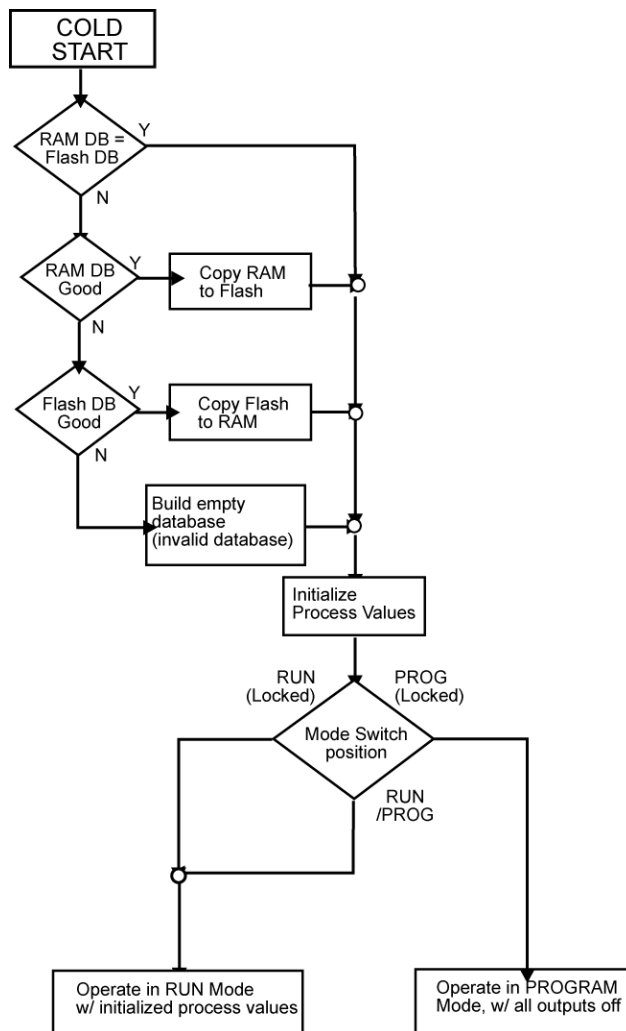 COLD
START
RAM DB =
Flash DB
Y
N
RAM DB
Good
Y
Copy RAM
to Flash
N
Flash DB
Good
Y
Copy Flash
to RAM
N
Build empty
database
(invalid database)
Initialize
Process Values
RUN
(Locked)
PROG
(Locked)
Mode Switch
position
RUN
/PROG
Operate in RUN Mode
w/ initialized process values
Operate in PROGRAM
Mode, w/ all outputs off